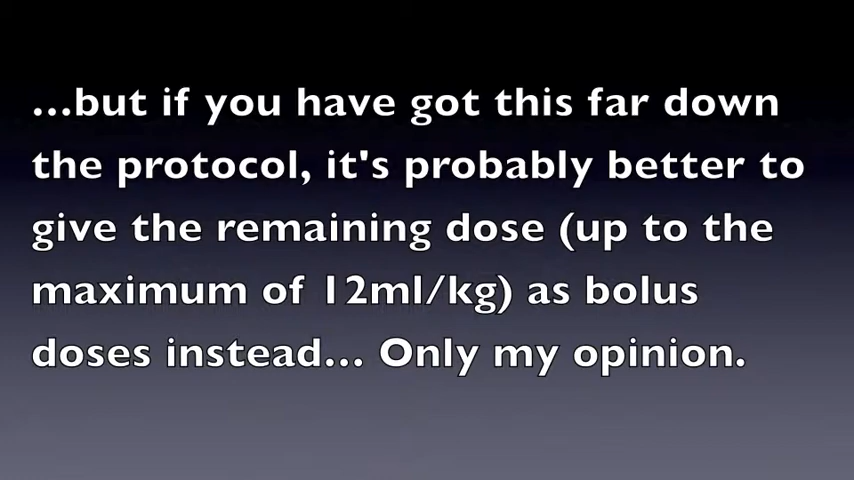 ...but if you have got this far down
the protocol, it's probably better to
give the remaining dose (up to the
maximum of 12ml/kg) as bolus
doses instead... Only my opinion.